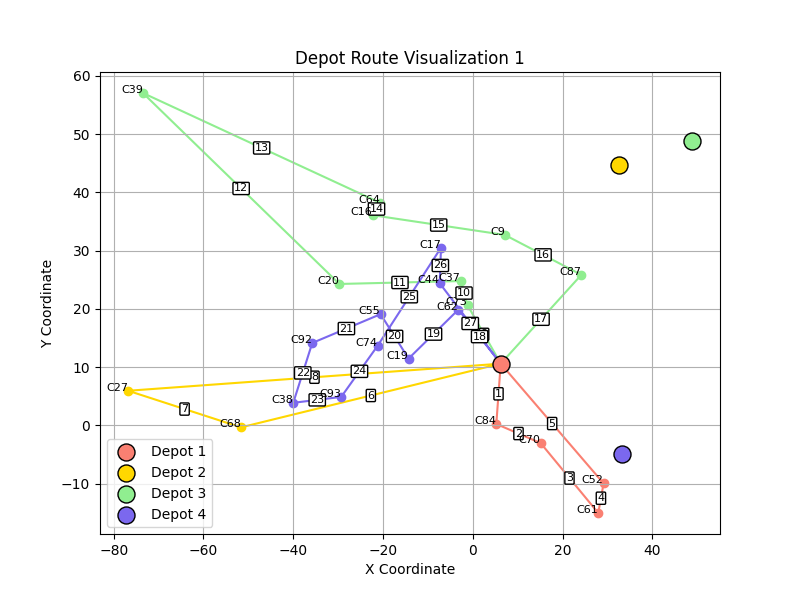 Depot Route Visualization 1
60
50
40
30
20
10
0
−10
Y Coordinate
−80
−60
−40
−20
0
20
40
X Coordinate
C39
13
12
C64
14
C16
15
C9
16
C17
26
C87
C20
11
C44
C37
25
10
C62
17
C55
21
27
18
20
19
C92
C74
C19
22
8
24
C27
7
C38
23
C93
6
C68
1
C84
2
C70
5
3
C52
4
C61
Depot 1
Depot 2
Depot 3
Depot 4